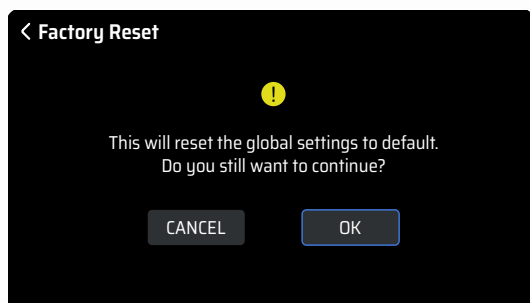 Factory Reset
This will reset the global settings to default.
Do you still want to continue?
CANCEL OK